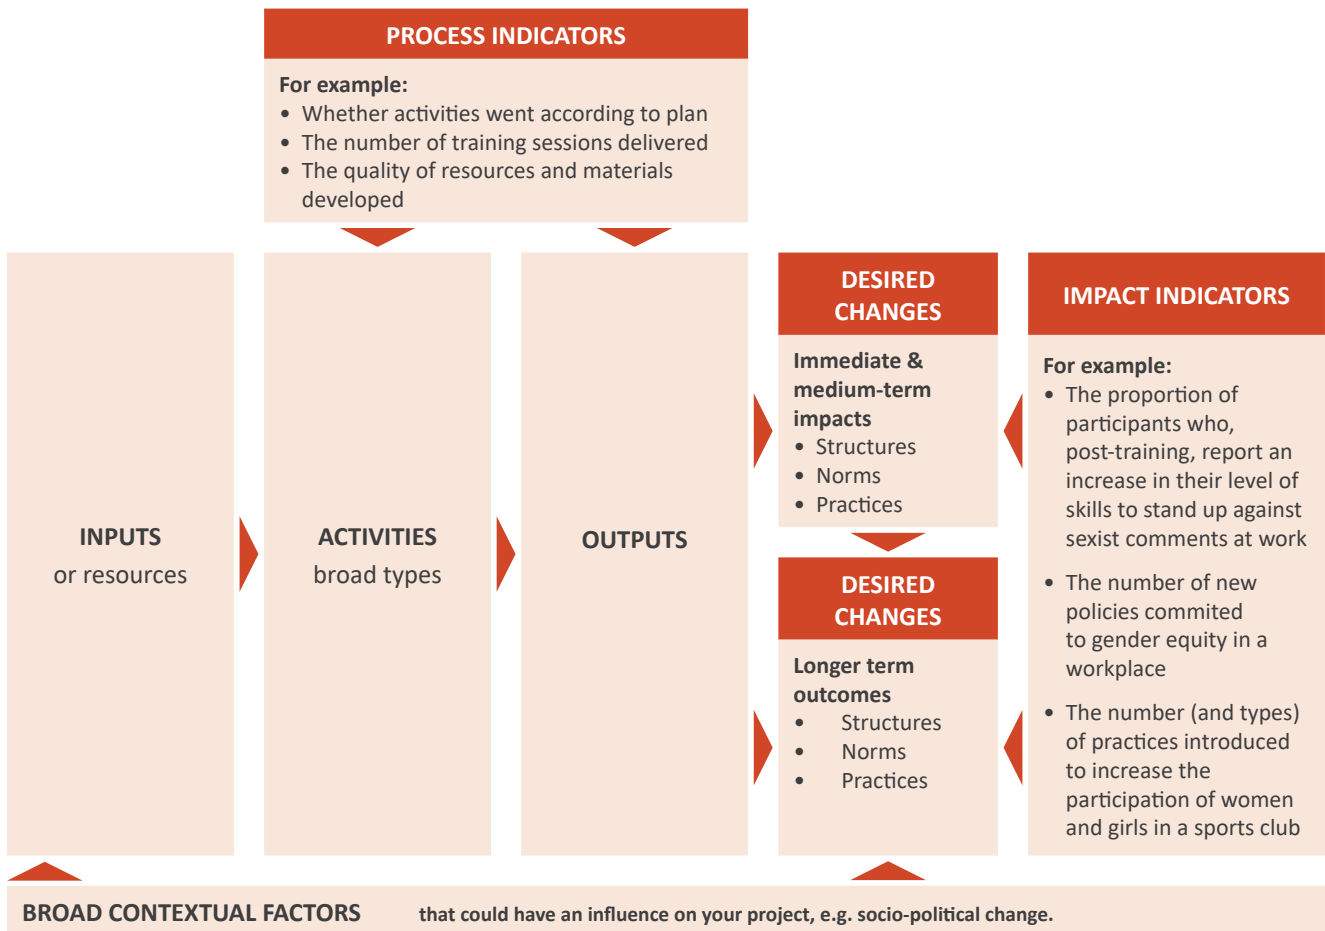 PROCESS INDICATORS
For example:
• Whether activities went according to plan
• The number of training sessions delivered
• The quality of resources and materials
developed
INPUTS
or resources
ACTIVITIES
broad types
OUTPUTS
DESIRED
CHANGES
Immediate &
medium-term
impacts
• Structures
• Norms
• Practices
DESIRED
CHANGES
Longer term
outcomes
• Structures
• Norms
• Practices
IMPACT INDICATORS
For example:
• The proportion of
participants who,
post-training, report an
increase in their level of
skills to stand up against
sexist comments at work
• The number of new
policies commited
to gender equity in a
workplace
• The number (and types)
of practices introduced
to increase the
participation of women
and girls in a sports club
BROAD CONTEXTUAL FACTORS that could have an influence on your project, e.g. socio-political change.